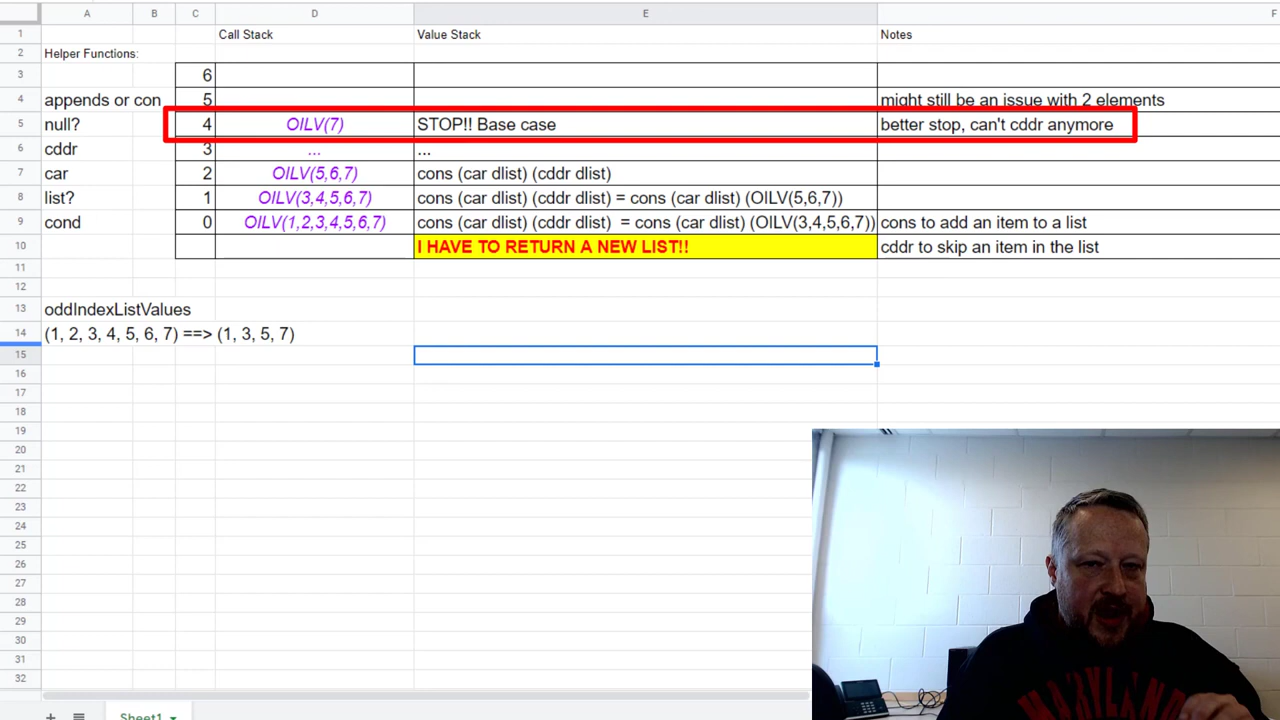 A B C D E F
1 Call Stack Value Stack Notes
2 Helper Functions:
3 6
4 appends or con 5 might still be an issue with 2 elements
5 null? 4 OILV(7) STOP!! Base case better stop, can't cddr anymore
6 cddr 3 ... ...
7 car 2 OILV(5,6,7) cons (car dlist) (cddr dlist)
8 list? 1 OILV(3,4,5,6,7) cons (car dlist) (cddr dlist) = cons (car dlist) (OILV(5,6,7))
9 cond 0 OILV(1,2,3,4,5,6,7) cons (car dlist) (cddr dlist) = cons (car dlist) (OILV(3,4,5,6,7)) cons to add an item to a list
10 I HAVE TO RETURN A NEW LIST!! cddr to skip an item in the list
11
12
13 oddIndexListValues
14 (1, 2, 3, 4, 5, 6, 7) ==> (1, 3, 5, 7)
15
16
17
18
19
20
21
22
23
24
25
26
27
28
29
30
31
32
MARYLAND
Sheet1